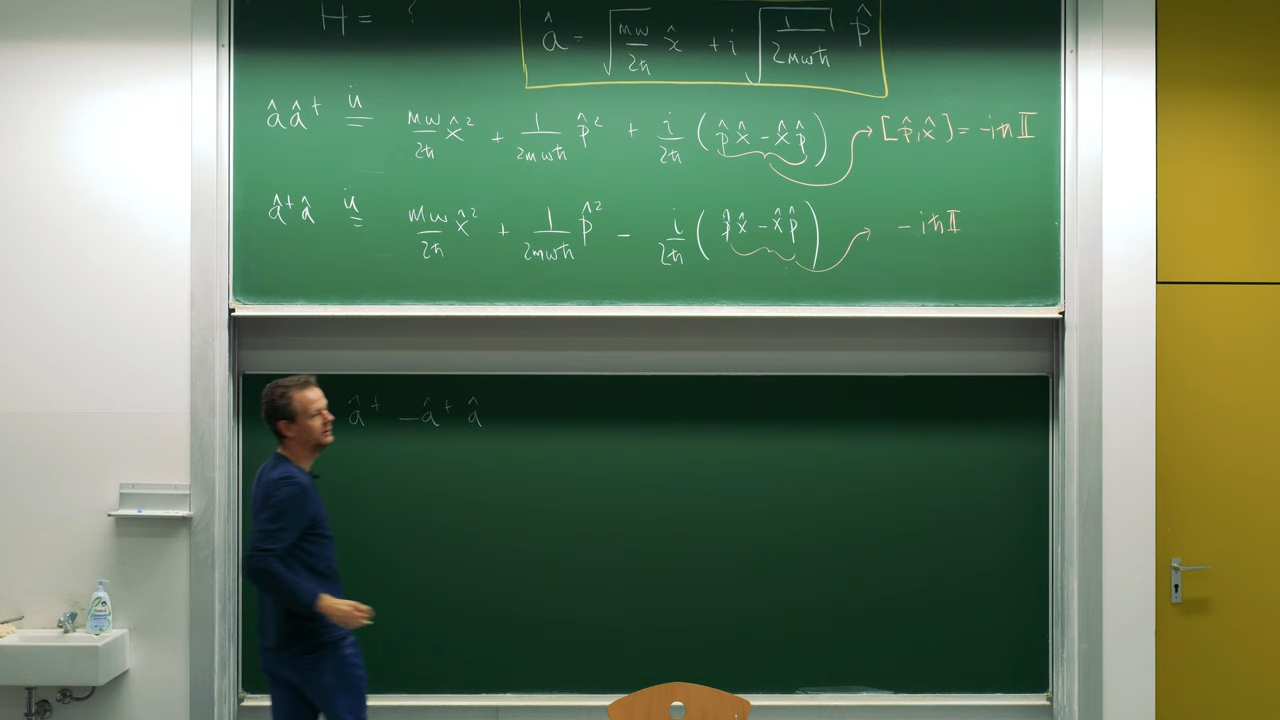 H = ?
â = √(mω/2ħ) x̂ + i √(1/2mωħ) p̂
â â⁺ ü= mω/2ħ x̂² + 1/2mωħ p̂² + i/2ħ ( p̂x̂ - x̂p̂ ) → [p̂,x̂] = -iħ𝕀
â⁺ â ü= mω/2ħ x̂² + 1/2mωħ p̂² - i/2ħ ( p̂x̂ - x̂p̂ ) → -iħ𝕀
â⁺ - â⁺ â